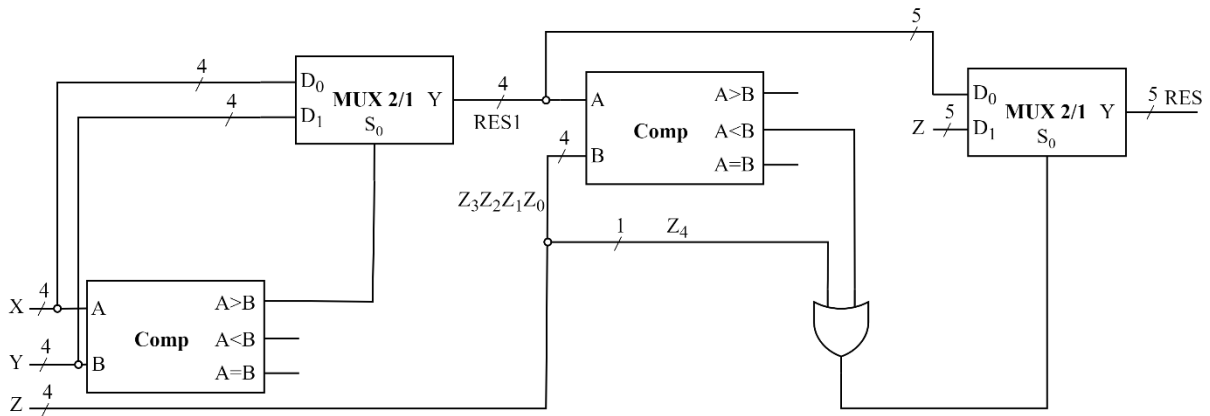 5
4
D₀
MUX 2/1 Y
4
D₁
S₀
4
RES1
A
A>B
Comp
A<B
4
B
A=B
Z₃Z₂Z₁Z₀
1 Z₄
5
D₀
MUX 2/1 Y
5 RES
Z
D₁
S₀
X 4
A
A>B
Comp
A<B
Y 4
B
A=B
Z 4